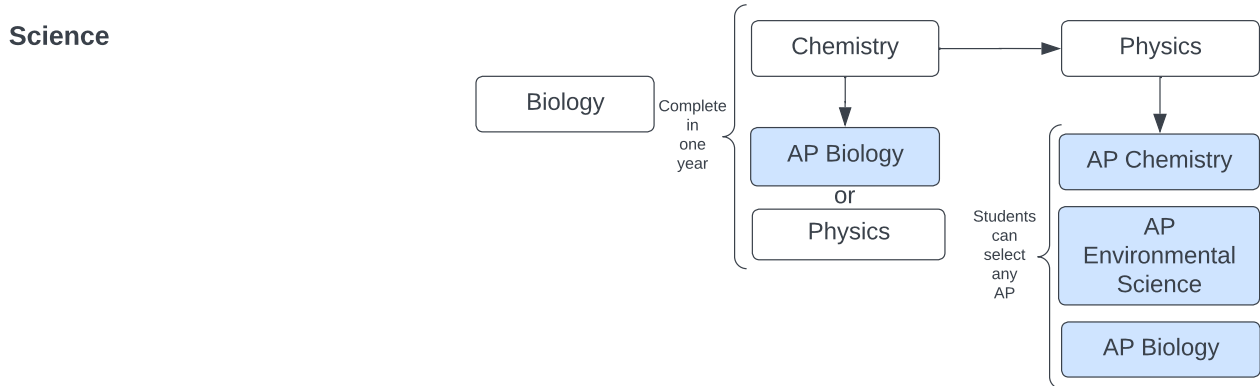 Science
Biology
Complete
in
one
year
Chemistry
AP Biology
or
Physics
Physics
Students
can
select
any
AP
AP Chemistry
AP
Environmental
Science
AP Biology